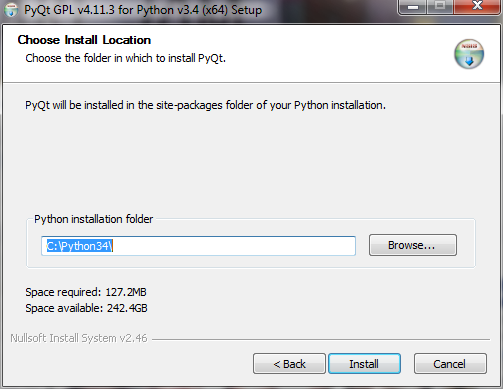 PyQt GPL v4.11.3 for Python v3.4 (x64) Setup
Choose Install Location
Choose the folder in which to install PyQt.
PyQt will be installed in the site-packages folder of your Python installation.
Python installation folder
C:\Python34\
Browse...
Space required: 127.2MB
Space available: 242.4GB
Nullsoft Install System v2.46
< Back
Install
Cancel